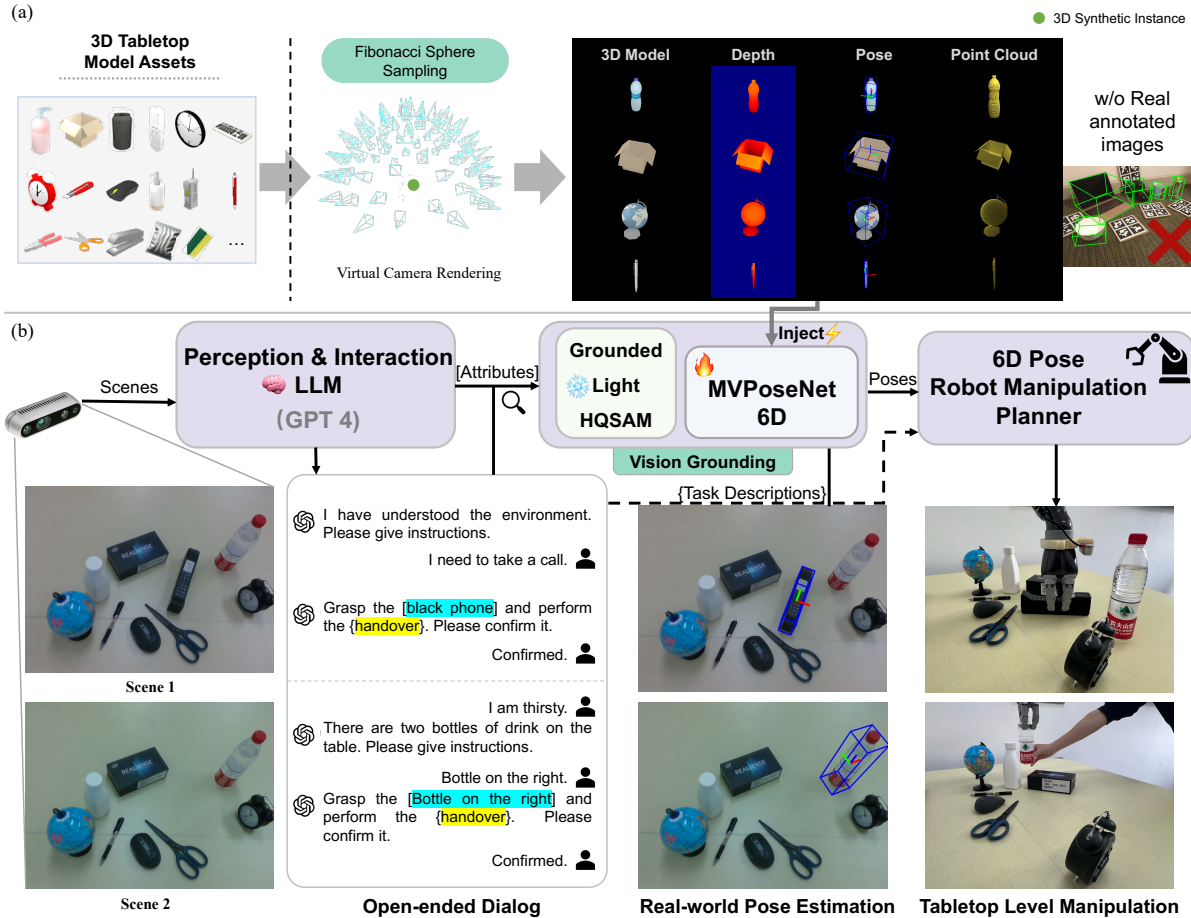 (a)
3D Synthetic Instance
3D Tabletop
Model Assets
Fibonacci Sphere
Sampling
Virtual Camera Rendering
3D Model
Depth
Pose
Point Cloud
w/o Real
annotated
images
...
(b)
Scenes
Perception & Interaction
LLM
(GPT 4)
[Attributes]
Grounded
Light
HQSAM
Inject
MVPoseNet
6D
Vision Grounding
Poses
6D Pose
Robot Manipulation
Planner
{Task Descriptions}
I have understood the environment.
Please give instructions.
I need to take a call.
Grasp the [black phone] and perform
the {handover}. Please confirm it.
Confirmed.
I am thirsty.
There are two bottles of drink on the
table. Please give instructions.
Bottle on the right.
Grasp the [Bottle on the right] and
perform the {handover}. Please
confirm it.
Confirmed.
REALSENSE
Scene 1
REALSENSE
Scene 2
REALSENSE
REALSENSE
Open-ended Dialog
Real-world Pose Estimation
Tabletop Level Manipulation